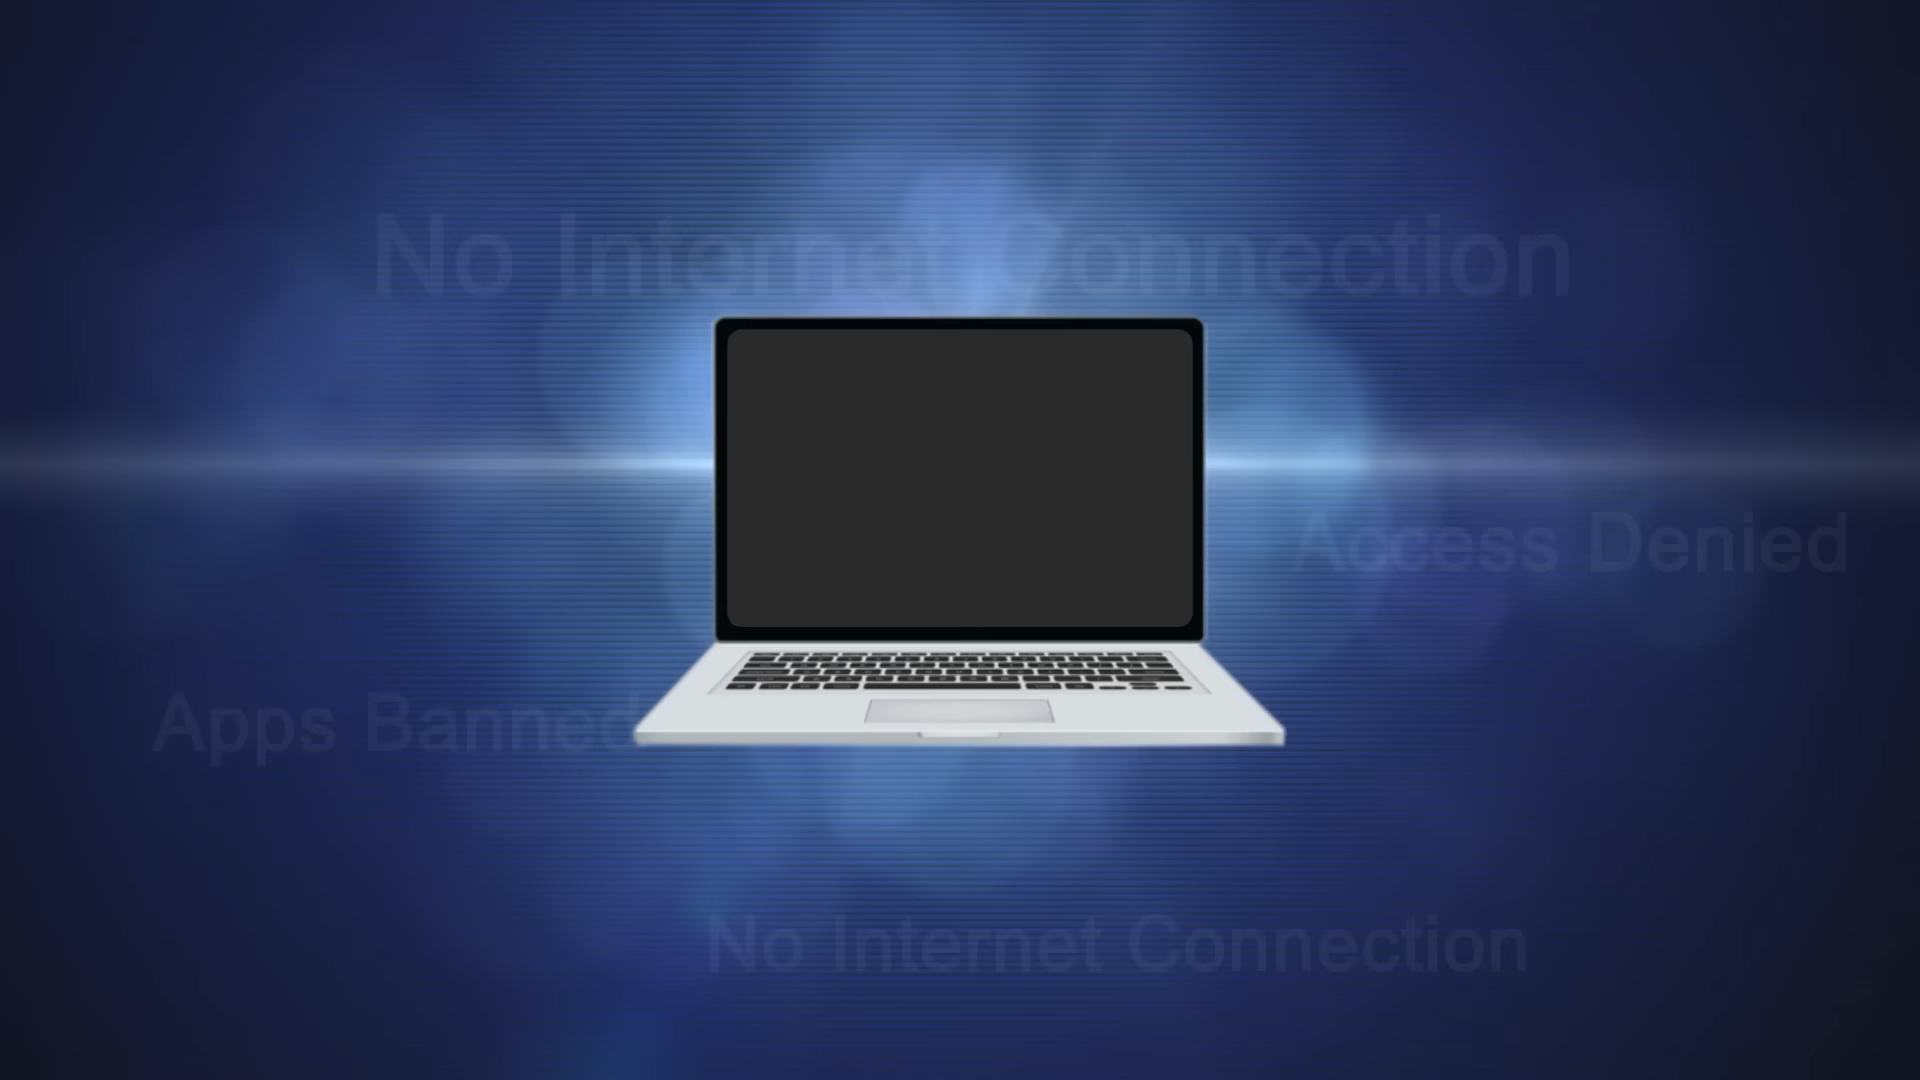 No Internet Connection
Access Denied
Apps Banned
No Internet Connection